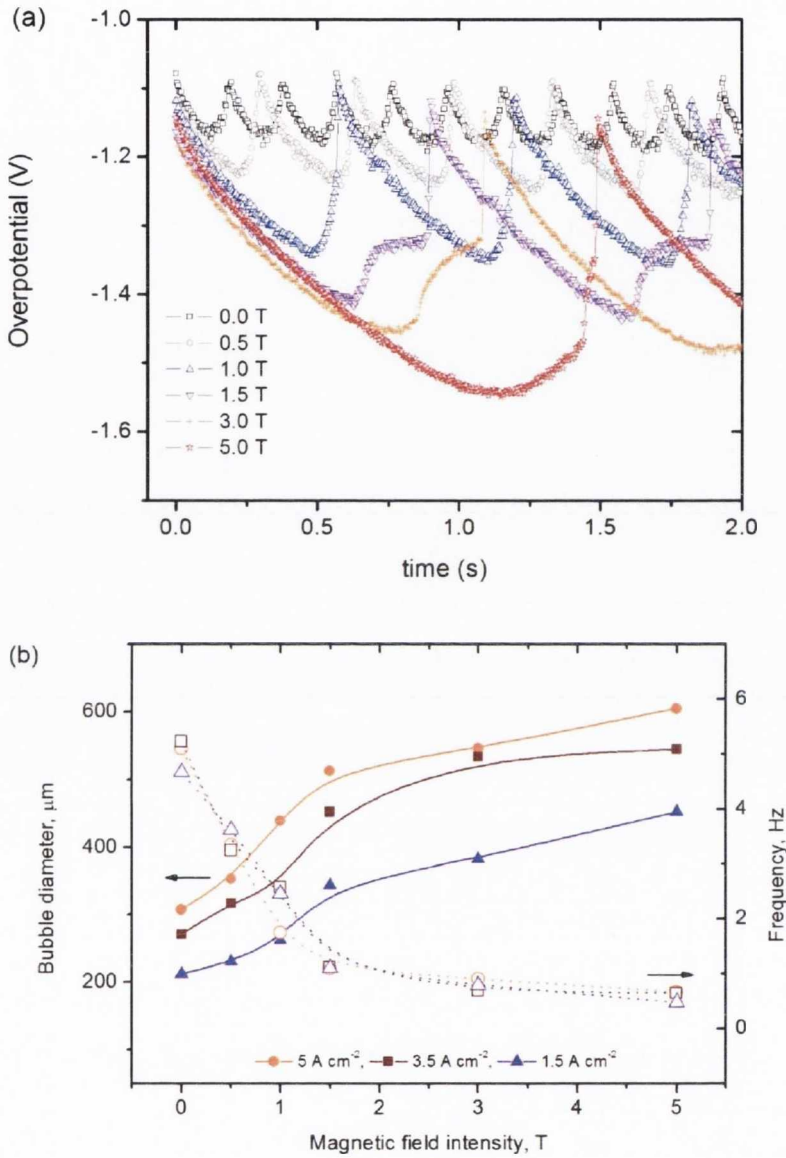 (a)
-1.0
-1.2
-1.4
-1.6
Overpotential (V)
0.0 T
0.5 T
1.0 T
1.5 T
3.0 T
5.0 T
0.0
0.5
1.0
1.5
2.0
time (s)
(b)
600
400
200
Bubble diameter, μm
6
4
2
0
Frequency, Hz
5 A cm-2, 3.5 A cm-2, 1.5 A cm-2
0
1
2
3
4
5
Magnetic field intensity, T